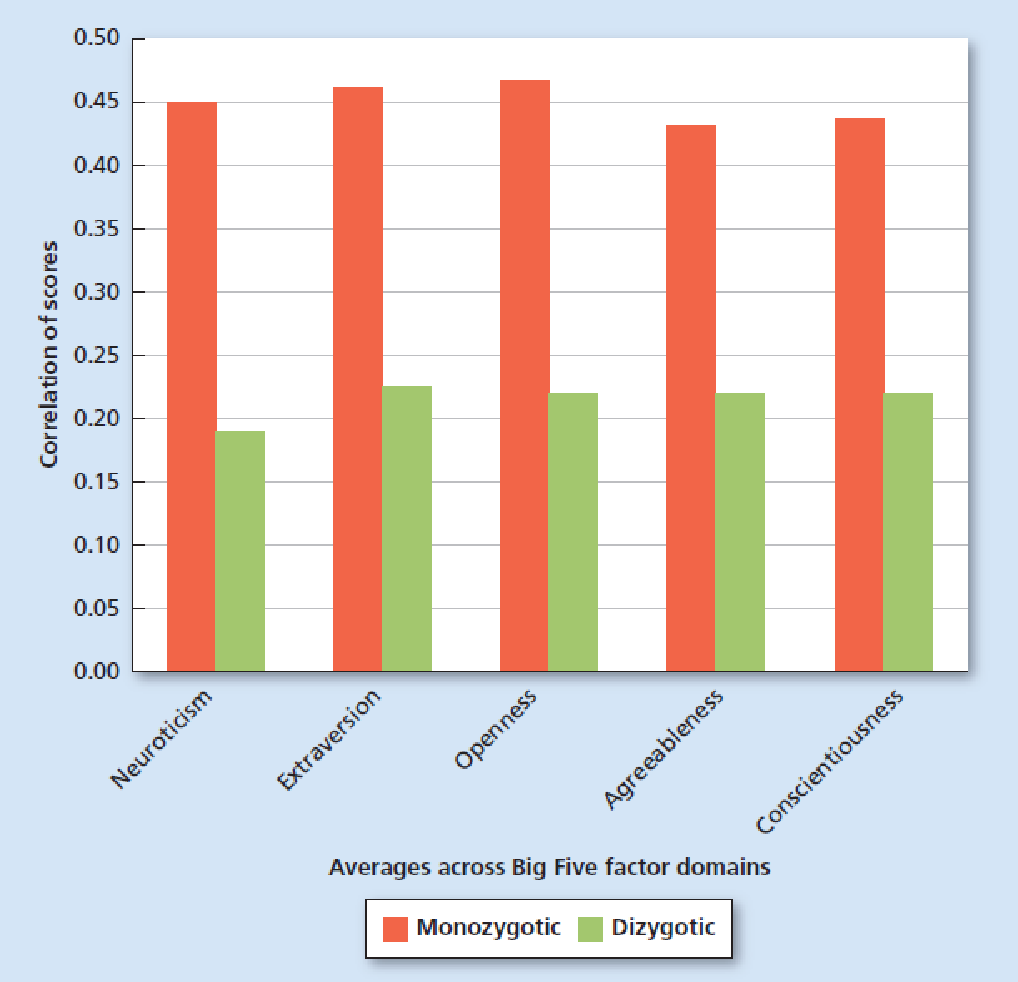 0.50
0.45
0.40
0.35
0.30
0.25
0.20
0.15
0.10
0.05
0.00
Correlation of scores
Neuroticism
Extraversion
Openness
Agreeableness
Conscientiousness
Averages across Big Five factor domains
Monozygotic Dizygotic